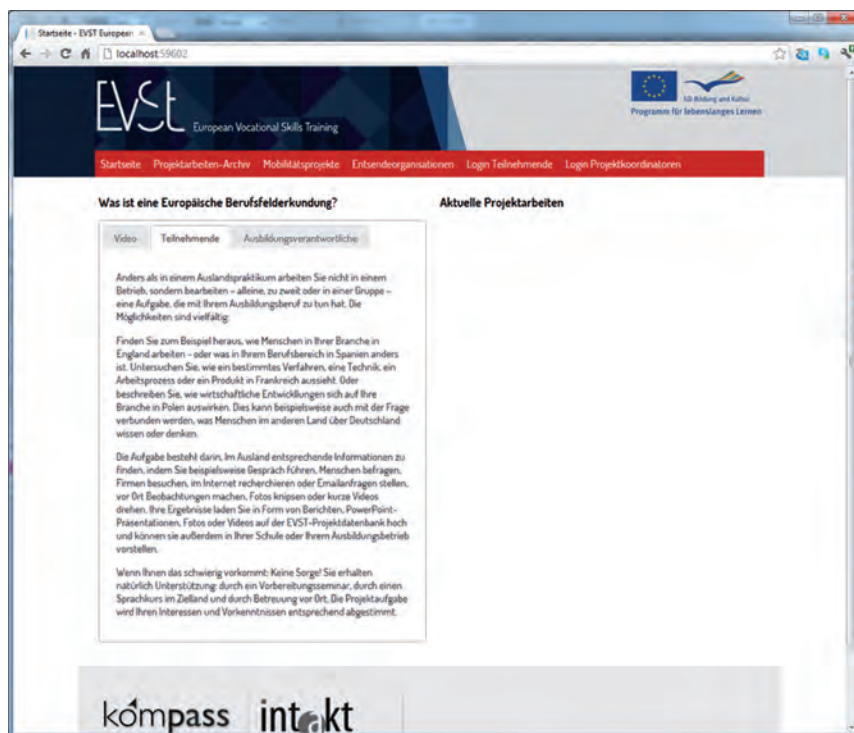 Startseite - EVST European
localhost:59602
EVSt European Vocational Skills Training
GD Bildung und Kultur
Programm für lebenslanges Lernen
Startseite Projektarbeiten-Archiv Mobilitätsprojekte Entsendeorganisationen Login Teilnehmende Login Projektkoordinatoren
Was ist eine Europäische Berufsfelderkundung?
Aktuelle Projektarbeiten
Video Teilnehmende Ausbildungsverantwortliche
Anders als in einem Auslandspraktikum arbeiten Sie nicht in einem
Betrieb, sondern bearbeiten – alleine, zu zweit oder in einer Gruppe –
eine Aufgabe, die mit Ihrem Ausbildungsberuf zu tun hat. Die
Möglichkeiten sind vielfältig:
Finden Sie zum Beispiel heraus, wie Menschen in Ihrer Branche in
England arbeiten – oder was in Ihrem Berufsbereich in Spanien anders
ist. Untersuchen Sie, wie ein bestimmtes Verfahren, eine Technik, ein
Arbeitsprozess oder ein Produkt in Frankreich aussieht. Oder
beschreiben Sie, wie wirtschaftliche Entwicklungen sich auf Ihre
Branche in Polen auswirken. Dies kann beispielsweise auch mit der Frage
verbunden werden, was Menschen im anderen Land über Deutschland
wissen oder denken.
Die Aufgabe besteht darin, im Ausland entsprechende Informationen zu
finden, indem Sie beispielsweise Gespräch führen, Menschen befragen,
Firmen besuchen, im Internet recherchieren oder Emailanfragen stellen,
vor Ort Beobachtungen machen, Fotos knipsen oder kurze Videos
drehen. Ihre Ergebnisse laden Sie in Form von Berichten, PowerPoint-
Präsentationen, Fotos oder Videos auf der EVST-Projektdatenbank hoch
und können sie außerdem in Ihrer Schule oder Ihrem Ausbildungsbetrieb
vorstellen.
Wenn Ihnen das schwierig vorkommt: Keine Sorge! Sie erhalten
natürlich Unterstützung: durch ein Vorbereitungsseminar, durch einen
Sprachkurs im Zielland und durch Betreuung vor Ort. Die Projektaufgabe
wird Ihren Interessen und Vorkenntnissen entsprechend abgestimmt.
kómpass intakt